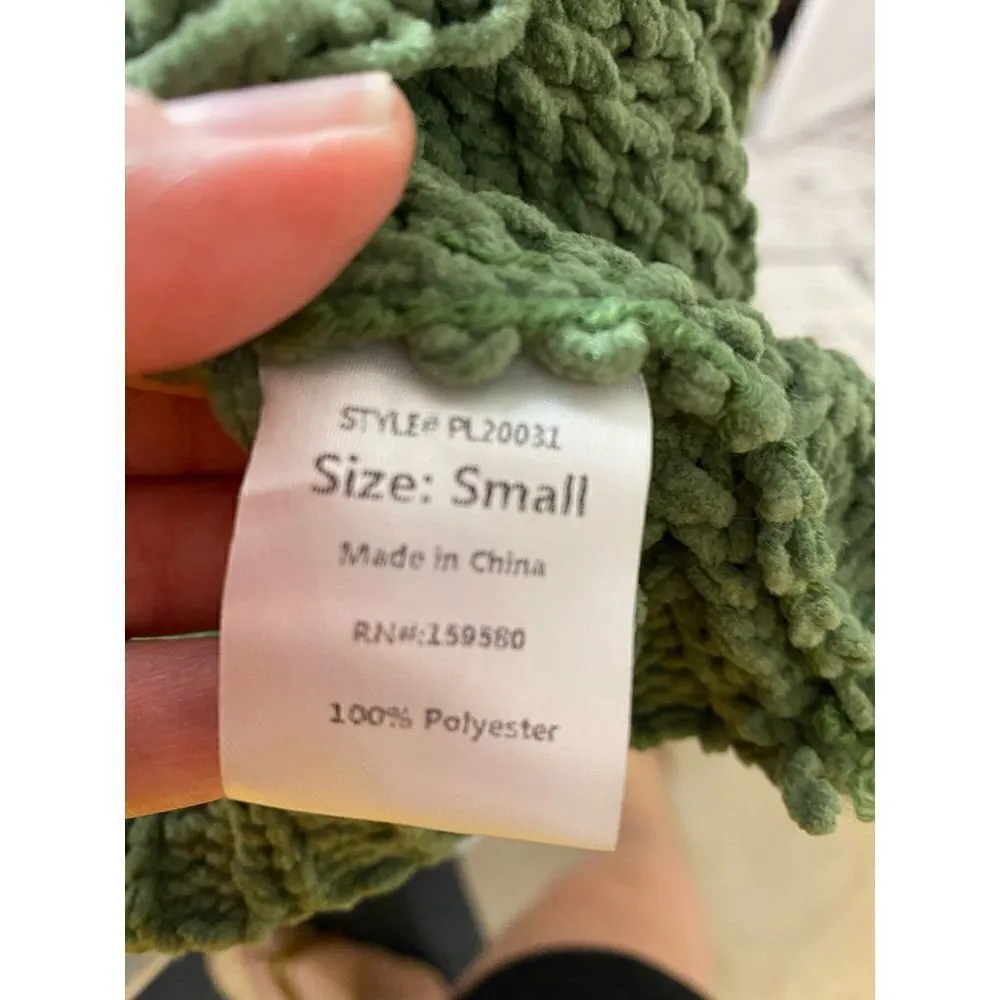 STYLE# PL20031
Size: Small
Made in China
RN#:159580
100% Polyester